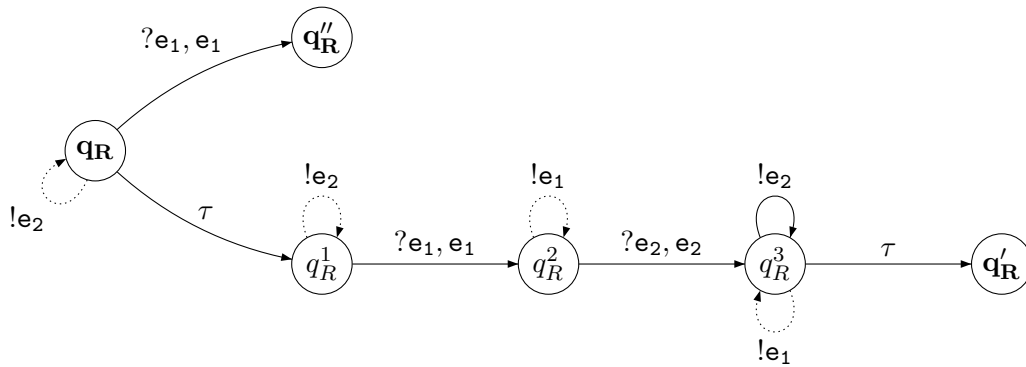 ?e₁, e₁
q″_R
q_R
!e₂
τ
!e₂
q¹_R
?e₁, e₁
!e₁
q²_R
?e₂, e₂
!e₂
q³_R
!e₁
τ
q′_R